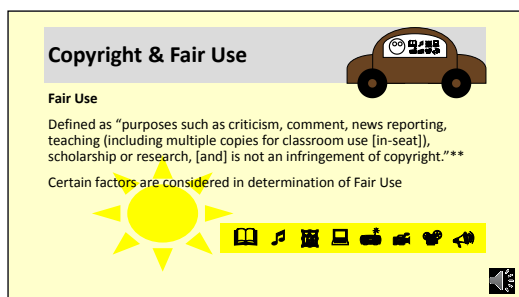 Copyright & Fair Use
Fair Use
Defined as “purposes such as criticism, comment, news reporting,
teaching (including multiple copies for classroom use [in-seat]),
scholarship or research, [and] is not an infringement of copyright.”**
Certain factors are considered in determination of Fair Use